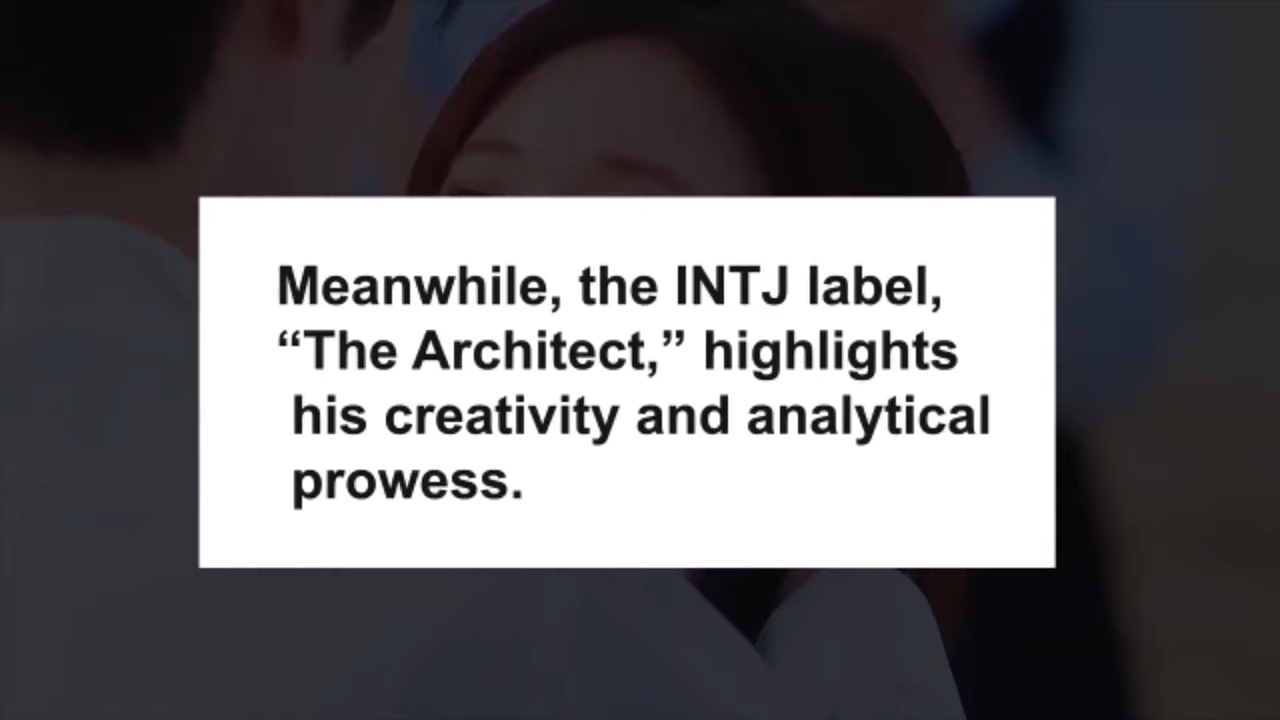 Meanwhile, the INTJ label,
“The Architect,” highlights
his creativity and analytical
prowess.